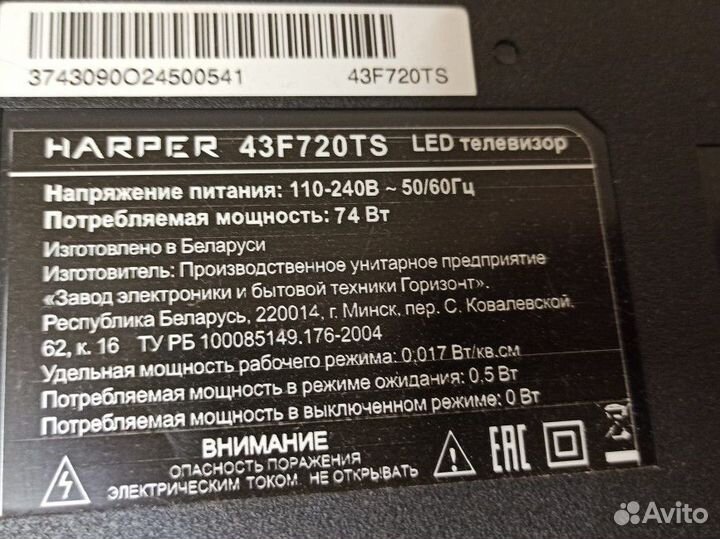 3743090O24500541 43F720TS
HARPER 43F720TS LED телевизор
Напряжение питания: 110-240В ~ 50/60Гц
Потребляемая мощность: 74 Вт
Изготовлено в Беларуси
Изготовитель: Производственное унитарное предприятие
«Завод электроники и бытовой техники Горизонт».
Республика Беларусь, 220014, г. Минск, пер. С. Ковалевской,
62, к. 16 ТУ РБ 100085149.176-2004
Удельная мощность рабочего режима: 0,017 Вт/кв.см
Потребляемая мощность в режиме ожидания: 0.5 Вт
Потребляемая мощность в выключенном режиме: 0 Вт
ВНИМАНИЕ
ОПАСНОСТЬ ПОРАЖЕНИЯ
ЭЛЕКТРИЧЕСКИМ ТОКОМ НЕ ОТКРЫВАТЬ
EAC
Avito